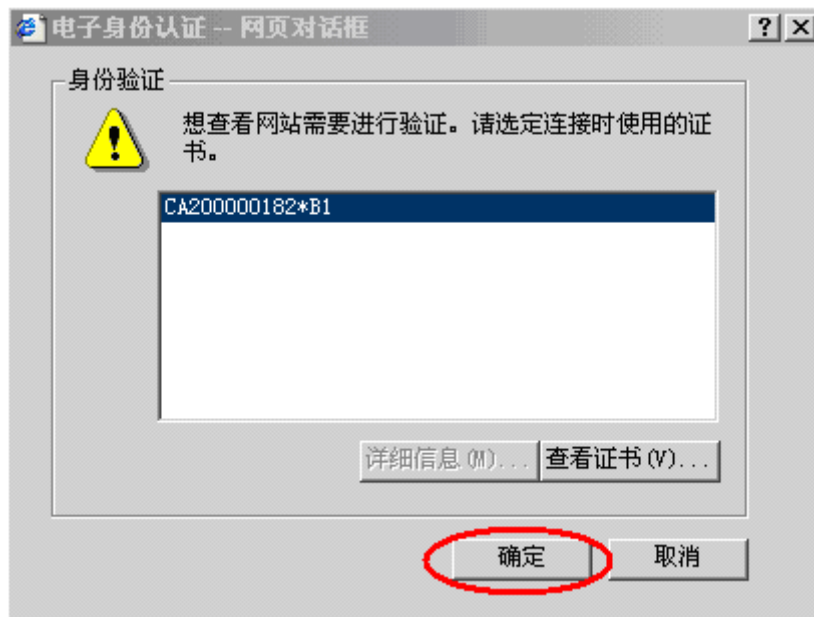 电子身份认证 -- 网页对话框
身份验证
想查看网站需要进行验证。请选定连接时使用的证
书。
CA200000182*B1
详细信息(M)... 查看证书(V)...
确定 取消